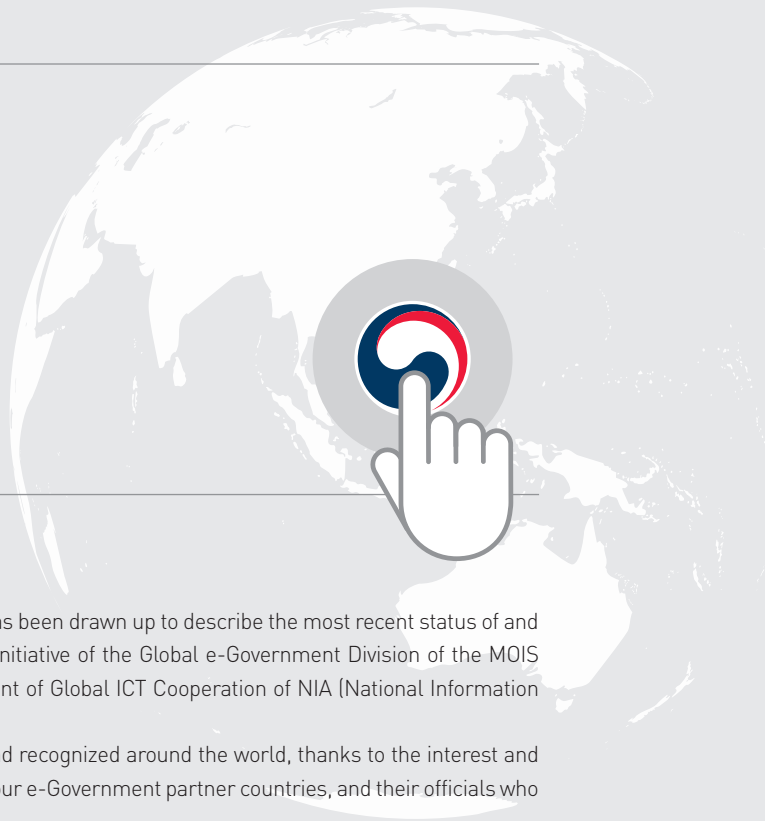 been drawn up to describe the most recent status of and
nitiative of the Global e-Government Division of the MOIS
of Global ICT Cooperation of NIA (National Information
recognized around the world, thanks to the interest and
our e-Government partner countries, and their officials who